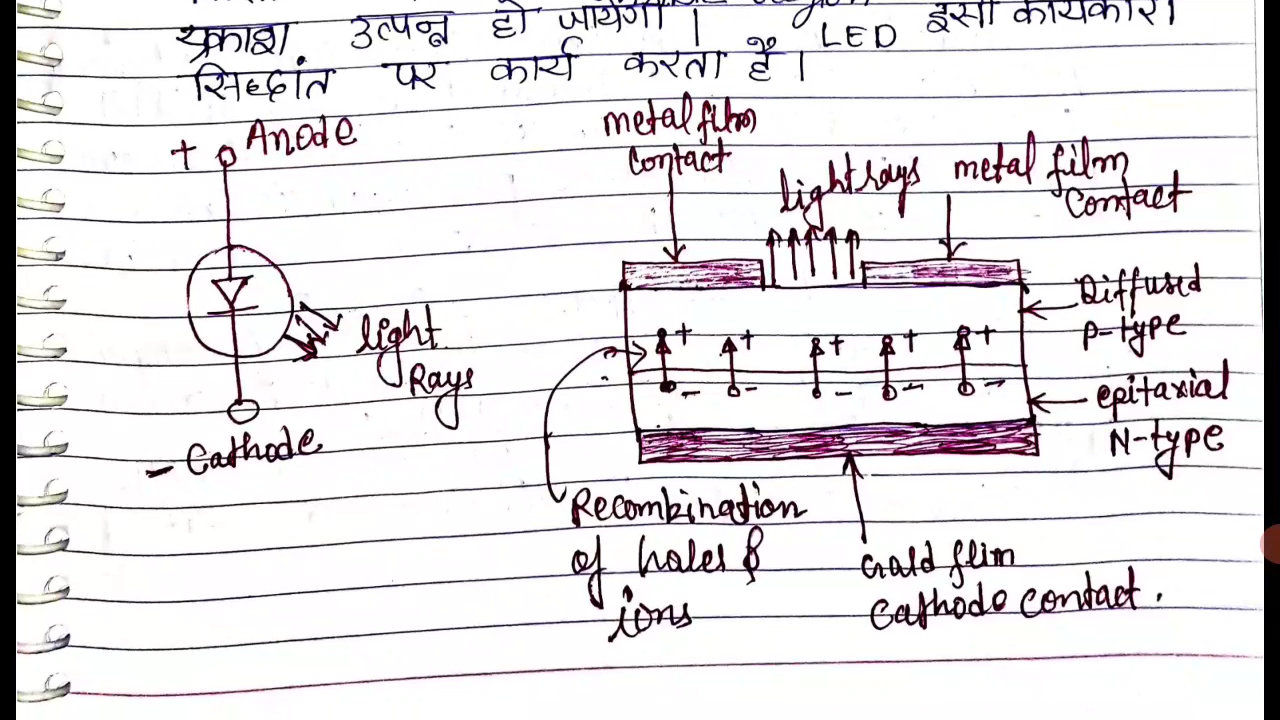 प्रकाश उत्पन्न हो जायेगा । LED इसी कार्यकारी
सिद्धांत पर कार्य करता है ।
+ Anode
light
Rays
- Cathode
metal film
contact
light rays
metal film
Contact
Diffused
P-type
+ + + + +
- - - - -
epitaxial
N-type
Recombination
of holes &
ions
Gold flim
Cathode contact.